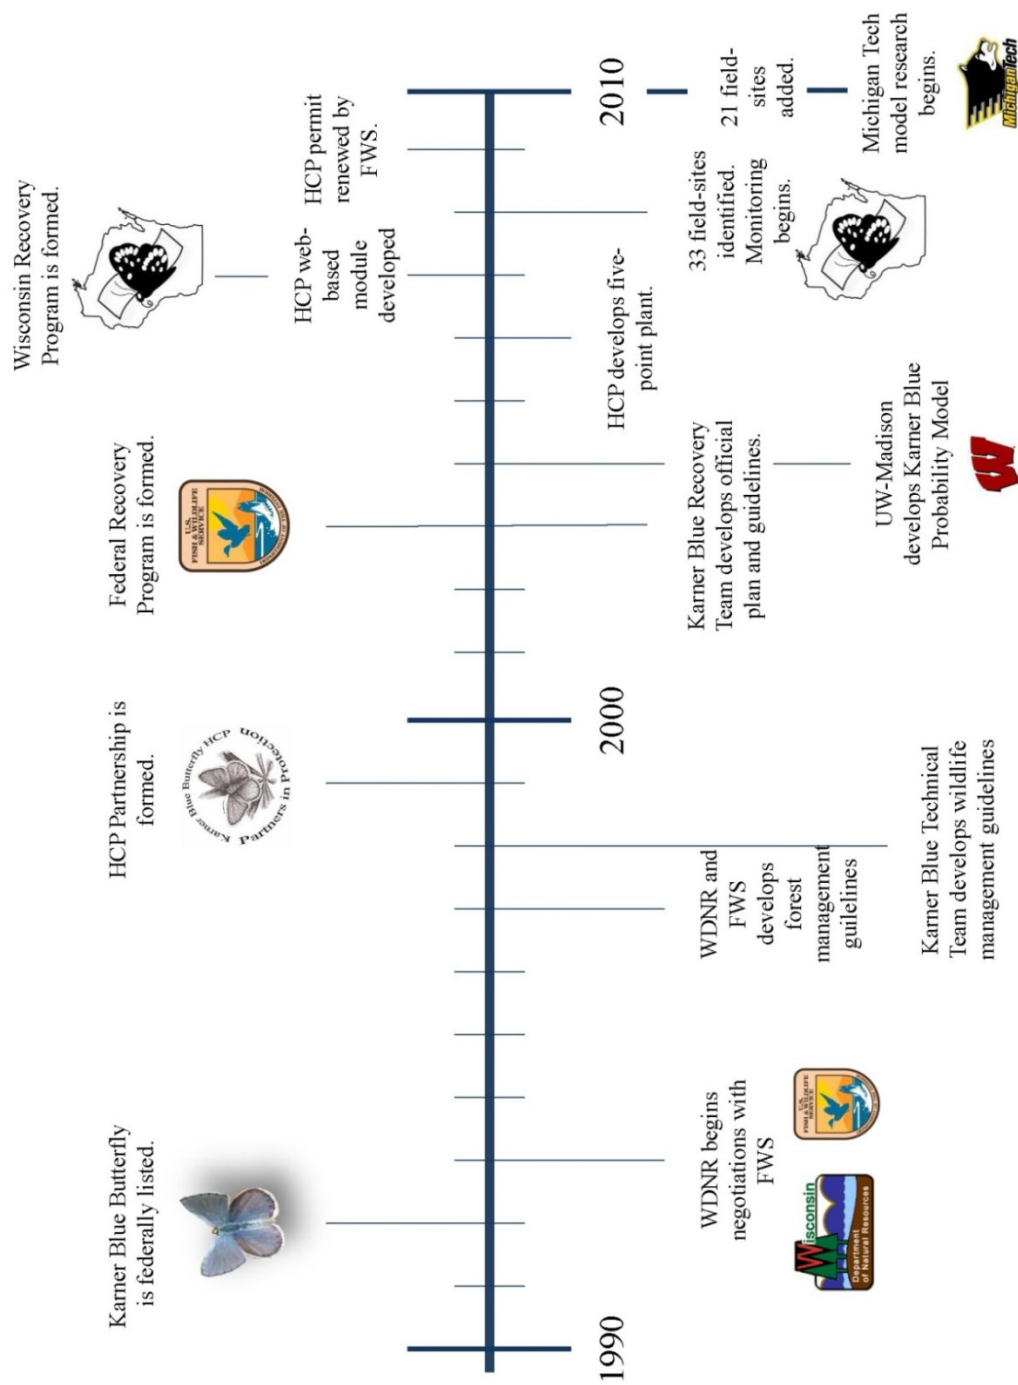 Karner Blue Butterfly
is federally listed.
HCP Partnership is
formed.
Karner Blue Butterfly HCP
Partners in Protection
Federal Recovery
Program is formed.
U.S.
FISH & WILDLIFE
SERVICE
Wisconsin Recovery
Program is formed.
HCP web-
based
module
developed
HCP permit
renewed by
FWS.
1990
2000
2010
WDNR begins
negotiations with
FWS
Wisconsin
Department
of Natural Resources
U.S.
FISH & WILDLIFE
SERVICE
WDNR and
FWS
develops
forest
management
guilelines
Karner Blue Technical
Team develops wildlife
management guidelines
Karner Blue Recovery
Team develops official
plan and guidelines.
UW-Madison
develops Karner Blue
Probability Model
W
HCP develops five-
point plant.
33 field-sites
identified.
Monitoring
begins.
21 field-
sites
added.
Michigan Tech
model research
begins.
MichiganTech